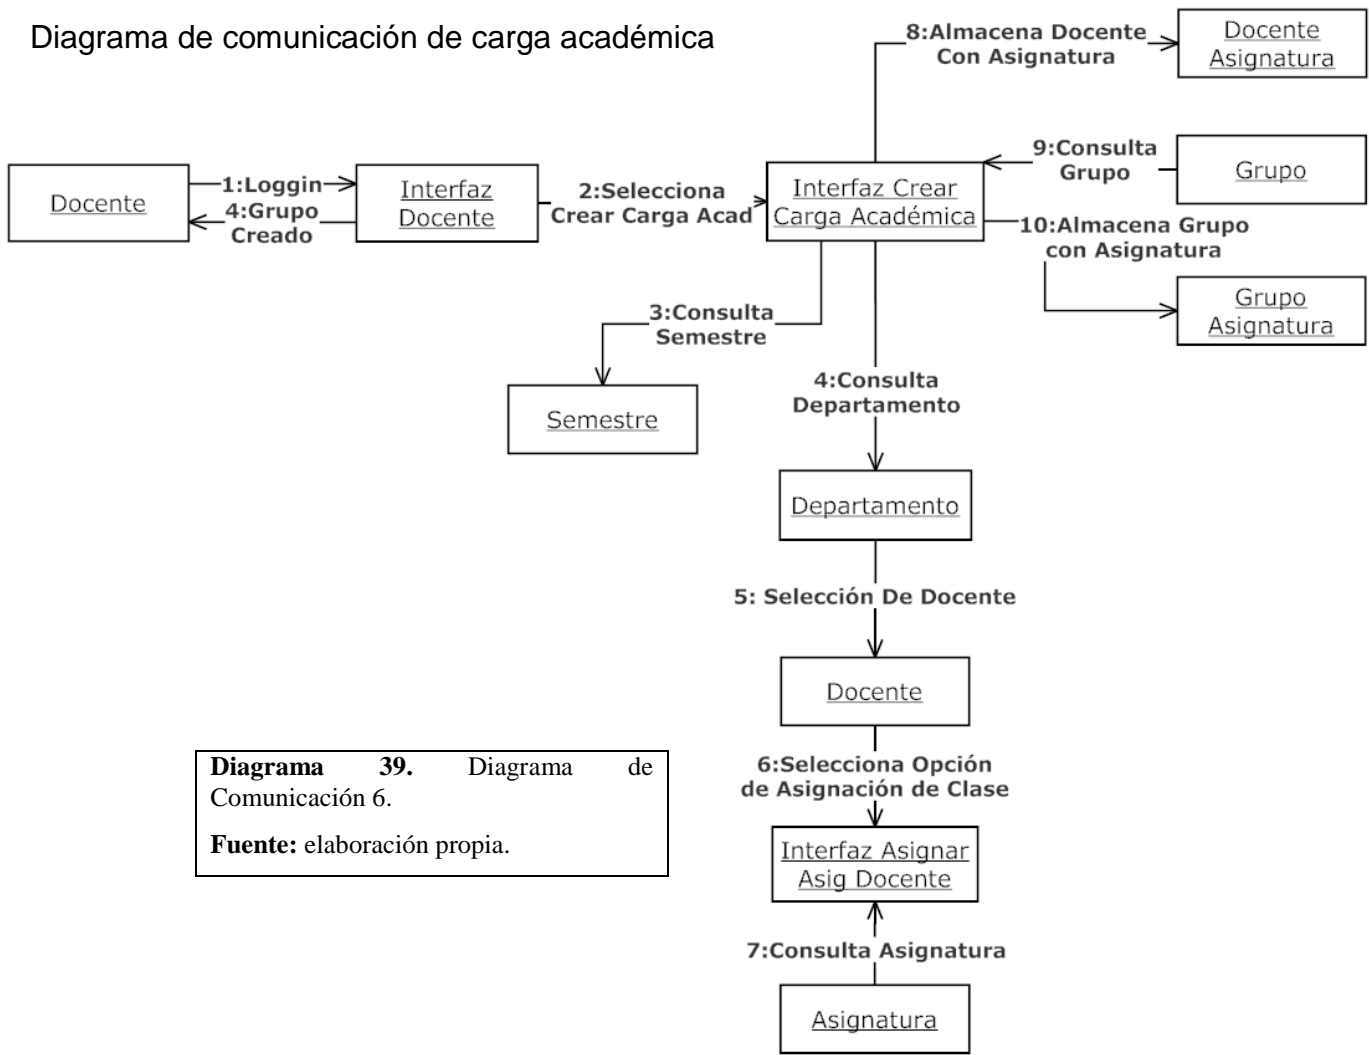 Diagrama de comunicación de carga académica
8:Almacena Docente
Con Asignatura
Docente
Asignatura
Docente
1:Loggin
4:Grupo
Creado
Interfaz
Docente
2:Selecciona
Crear Carga Acad
Interfaz Crear
Carga Académica
9:Consulta
Grupo
Grupo
10:Almacena Grupo
con Asignatura
Grupo
Asignatura
3:Consulta
Semestre
Semestre
4:Consulta
Departamento
Departamento
5: Selección De Docente
Docente
6:Selecciona Opción
de Asignación de Clase
Interfaz Asignar
Asig Docente
7:Consulta Asignatura
Asignatura
Diagrama 39. Diagrama de
Comunicación 6.
Fuente: elaboración propia.